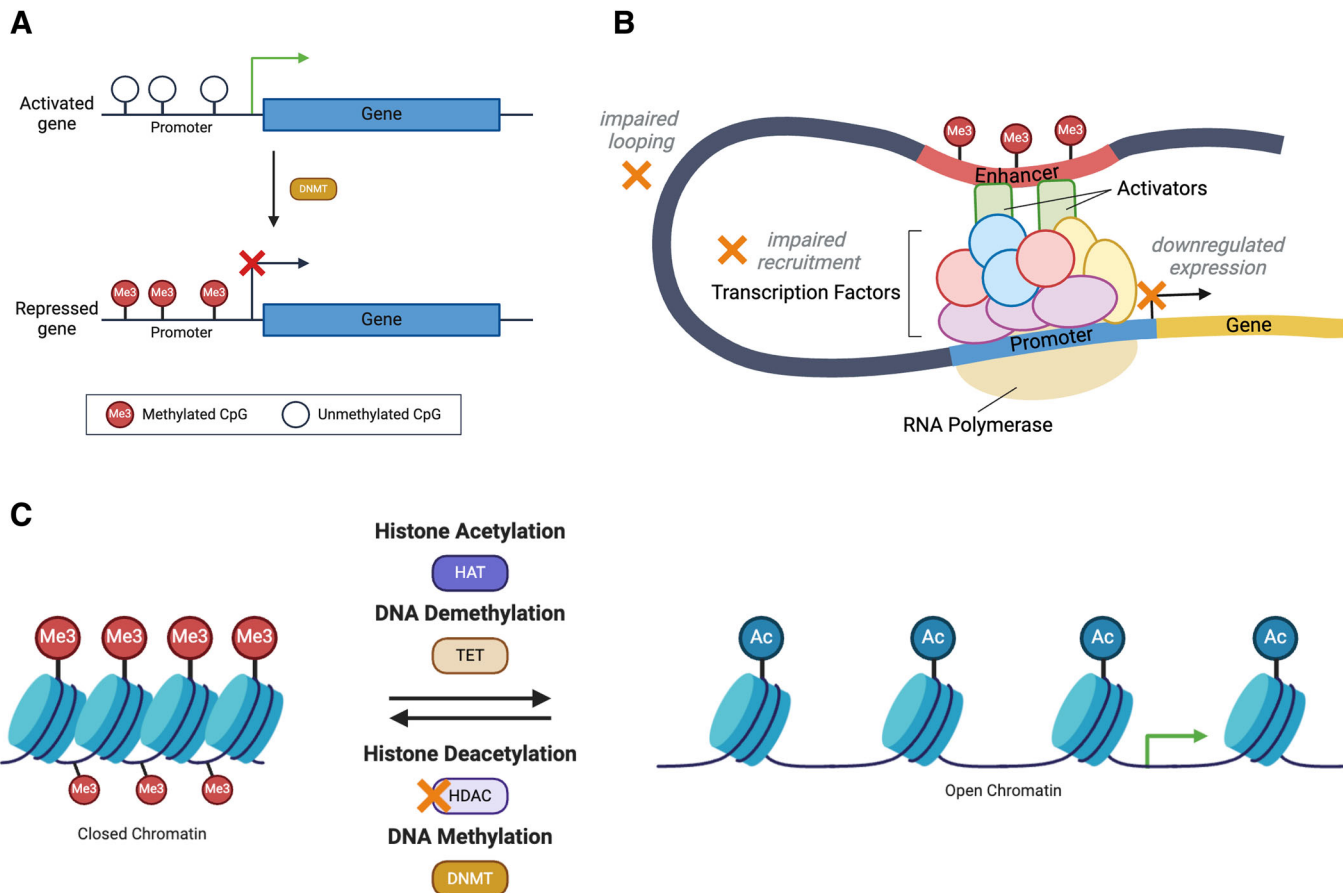 A
Activated
gene
Promoter
Gene
DNMT
Me3
Me3
Me3
Repressed
gene
Promoter
Gene
Me3
Methylated CpG
Unmethylated CpG
B
impaired
looping
Me3
Me3
Me3
Enhancer
Activators
impaired
recruitment
Transcription Factors
downregulated
expression
Promoter
Gene
RNA Polymerase
C
Histone Acetylation
HAT
DNA Demethylation
TET
Histone Deacetylation
HDAC
DNA Methylation
DNMT
Me3
Me3
Me3
Me3
Me3
Me3
Me3
Closed Chromatin
Ac
Ac
Ac
Ac
Open Chromatin